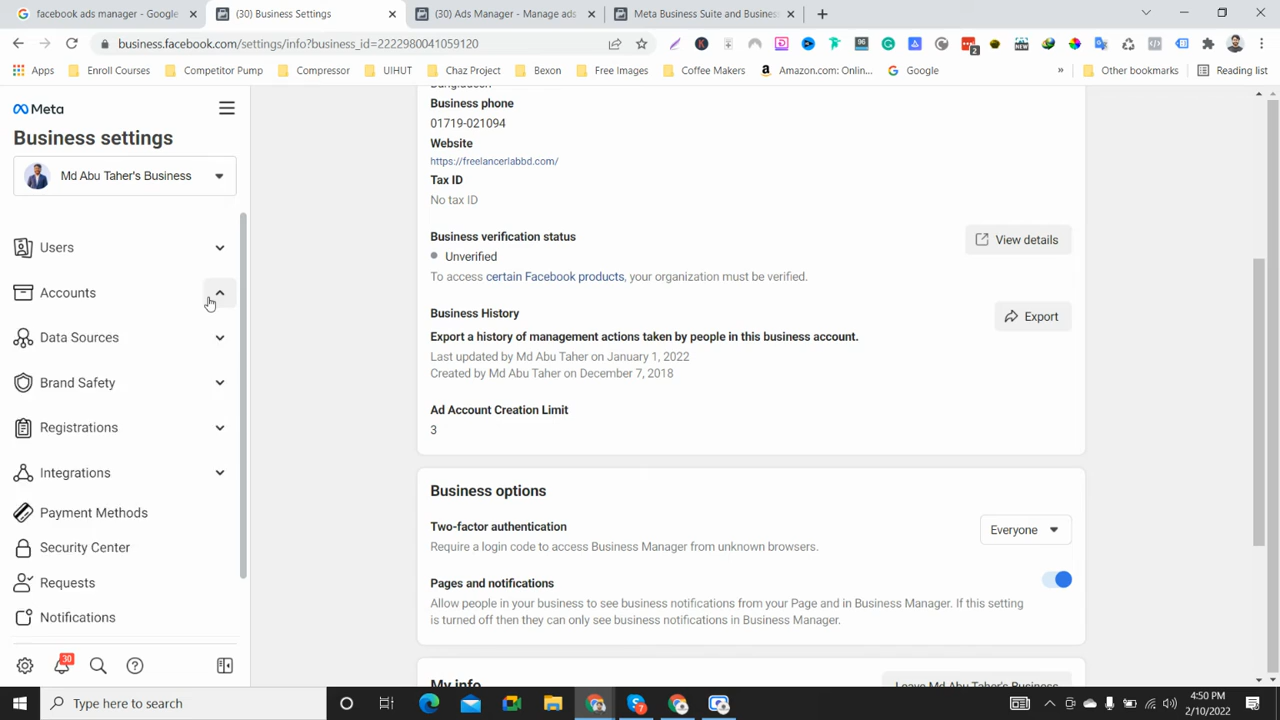 facebook ads manager - Google
(30) Business Settings
(30) Ads Manager - Manage ads
Meta Business Suite and Busines
business.facebook.com/settings/info?business_id=2222980041059120
Apps
Enroll Courses
Competitor Pump
Compressor
UIHUT
Chaz Project
Bexon
Free Images
Coffee Makers
Amazon.com: Onlin...
Google
»
Other bookmarks
Reading list
Meta
Business settings
Md Abu Taher's Business
Users
Accounts
Data Sources
Brand Safety
Registrations
Integrations
Payment Methods
Security Center
Requests
Notifications
30
Bangladesh
Business phone
01719-021094
Website
https://freelancerlabbd.com/
Tax ID
No tax ID
Business verification status
Unverified
To access certain Facebook products, your organization must be verified.
View details
Business History
Export a history of management actions taken by people in this business account.
Last updated by Md Abu Taher on January 1, 2022
Created by Md Abu Taher on December 7, 2018
Export
Ad Account Creation Limit
3
Business options
Two-factor authentication
Require a login code to access Business Manager from unknown browsers.
Everyone
Pages and notifications
Allow people in your business to see business notifications from your Page and in Business Manager. If this setting
is turned off then they can only see business notifications in Business Manager.
My info
Leave Md Abu Taher's Business
Type here to search
4:50 PM
2/10/2022